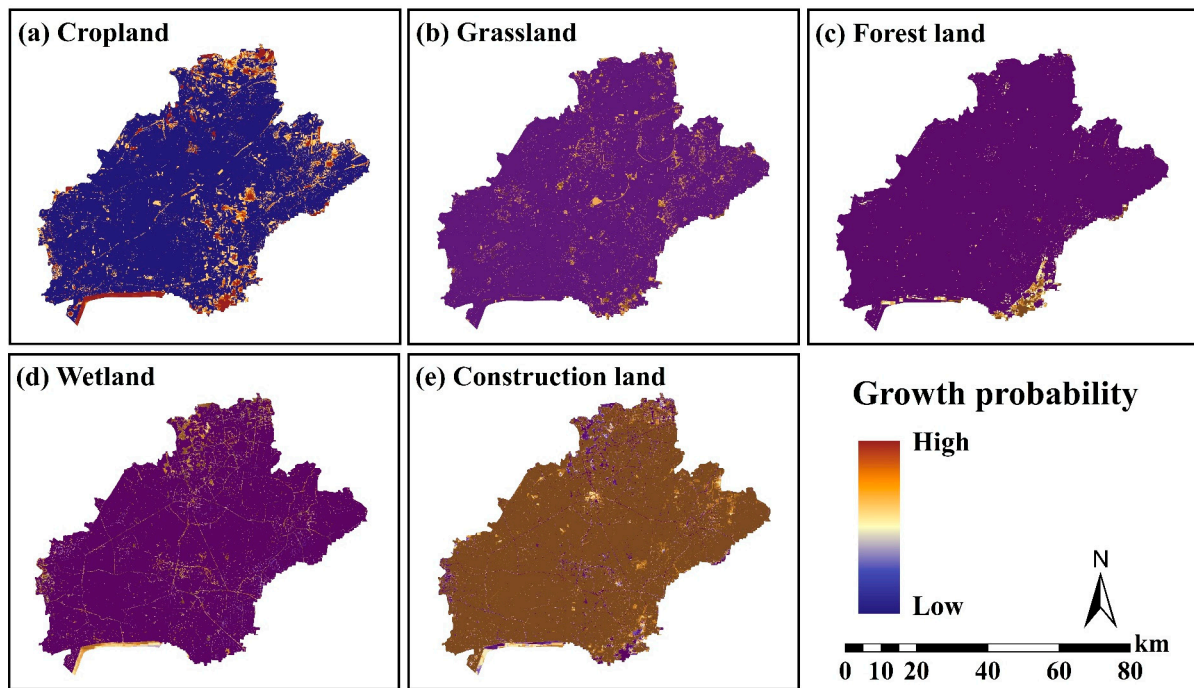 (a) Cropland
(b) Grassland
(c) Forest land
(d) Wetland
(e) Construction land
Growth probability
High
Low
N
km
0 10 20 40 60 80